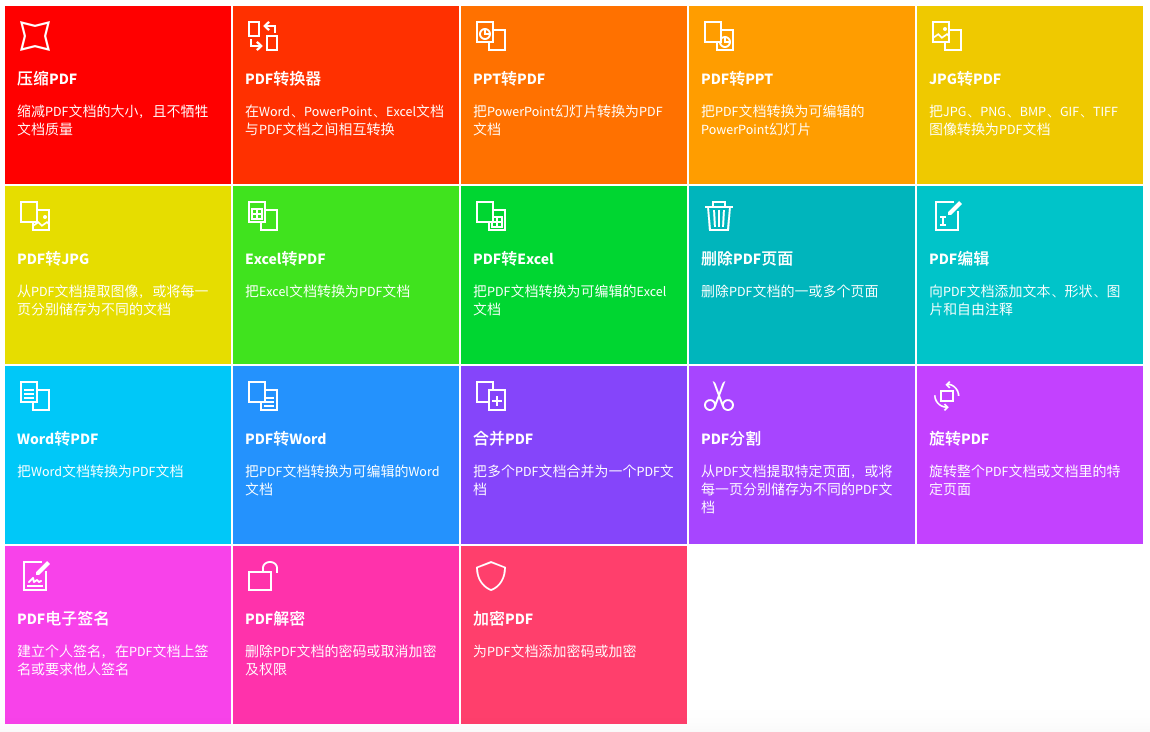 压缩PDF
缩减PDF文档的大小，且不牺牲
文档质量
PDF转换器
在Word、PowerPoint、Excel文档
与PDF文档之间相互转换
PPT转PDF
把PowerPoint幻灯片转换为PDF
文档
PDF转PPT
把PDF文档转换为可编辑的
PowerPoint幻灯片
JPG转PDF
把JPG、PNG、BMP、GIF、TIFF
图像转换为PDF文档
PDF转JPG
从PDF文档提取图像，或将每一
页分别储存为不同的文档
Excel转PDF
把Excel文档转换为PDF文档
PDF转Excel
把PDF文档转换为可编辑的Excel
文档
删除PDF页面
删除PDF文档的一或多个页面
PDF编辑
向PDF文档添加文本、形状、图
片和自由注释
Word转PDF
把Word文档转换为PDF文档
PDF转Word
把PDF文档转换为可编辑的Word
文档
合并PDF
把多个PDF文档合并为一个PDF文
档
PDF分割
从PDF文档提取特定页面，或将
每一页分别储存为不同的PDF文
档
旋转PDF
旋转整个PDF文档或文档里的特
定页面
PDF电子签名
建立个人签名，在PDF文档上签
名或要求他人签名
PDF解密
删除PDF文档的密码或取消加密
及权限
加密PDF
为PDF文档添加密码或加密